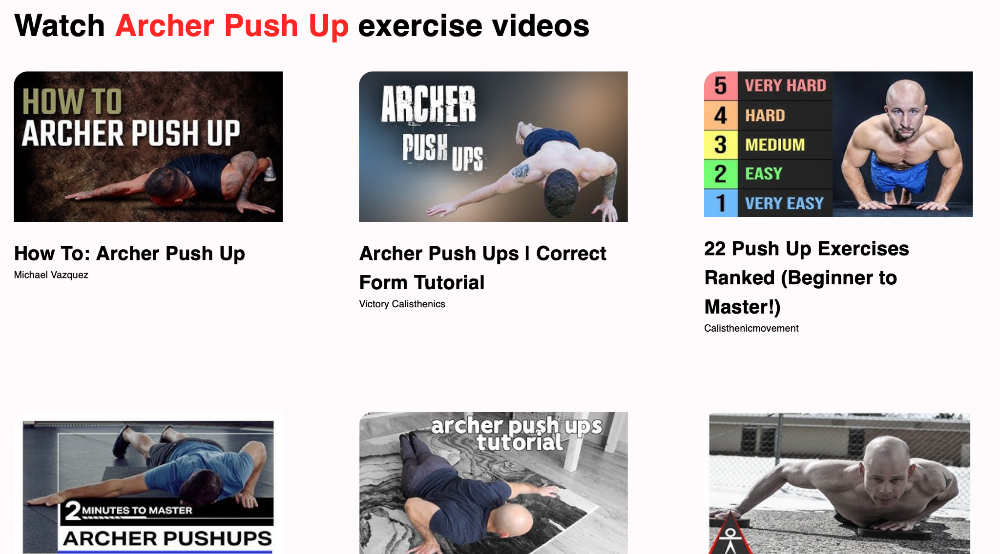 Watch Archer Push Up exercise videos
HOW TO
ARCHER PUSH UP
How To: Archer Push Up
Michael Vazquez
ARCHER
PUSH UPS
Archer Push Ups | Correct
Form Tutorial
Victory Calisthenics
5 VERY HARD
4 HARD
3 MEDIUM
2 EASY
1 VERY EASY
22 Push Up Exercises
Ranked (Beginner to
Master!)
Calisthenicmovement
2 MINUTES TO MASTER
ARCHER PUSHUPS
archer push ups
tutorial